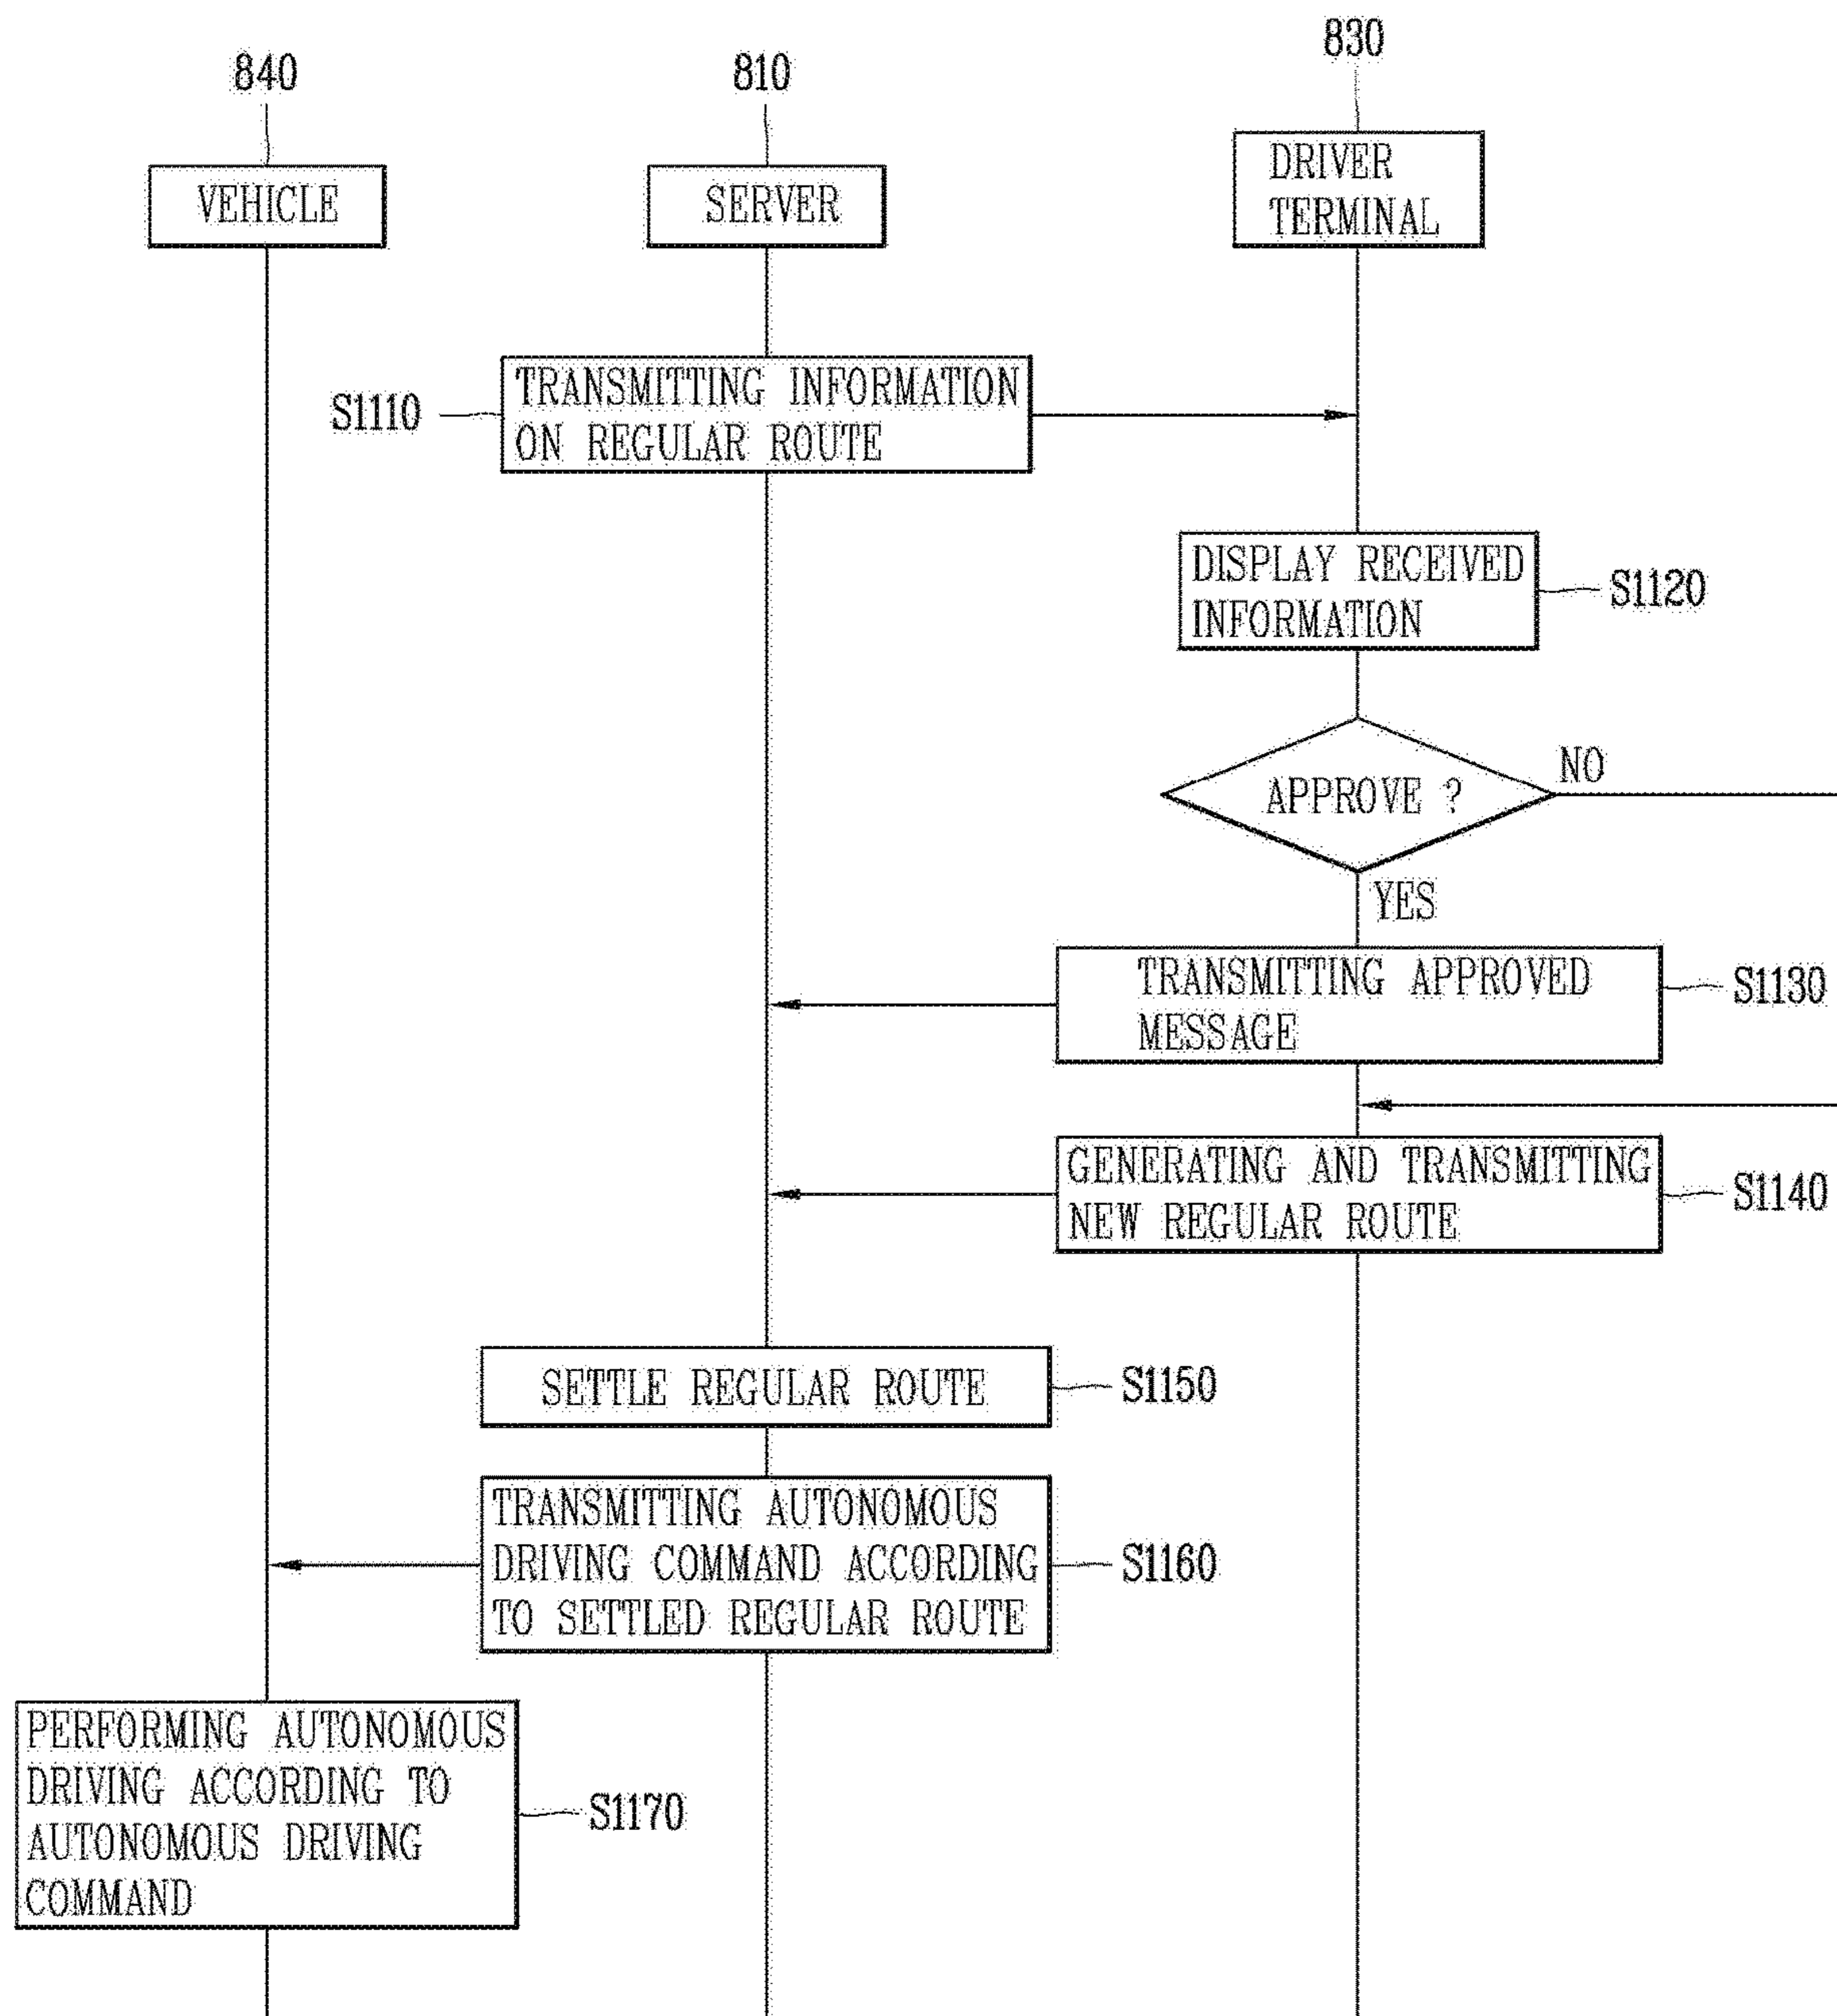 840
810
830
VEHICLE
SERVER
DRIVER
TERMINAL
S1110
TRANSMITTING INFORMATION
ON REGULAR ROUTE
DISPLAY RECEIVED
INFORMATION
S1120
APPROVE ?
NO
YES
TRANSMITTING APPROVED
MESSAGE
S1130
GENERATING AND TRANSMITTING
NEW REGULAR ROUTE
S1140
SETTLE REGULAR ROUTE
S1150
TRANSMITTING AUTONOMOUS
DRIVING COMMAND ACCORDING
TO SETTLED REGULAR ROUTE
S1160
PERFORMING AUTONOMOUS
DRIVING ACCORDING TO
AUTONOMOUS DRIVING
COMMAND
S1170